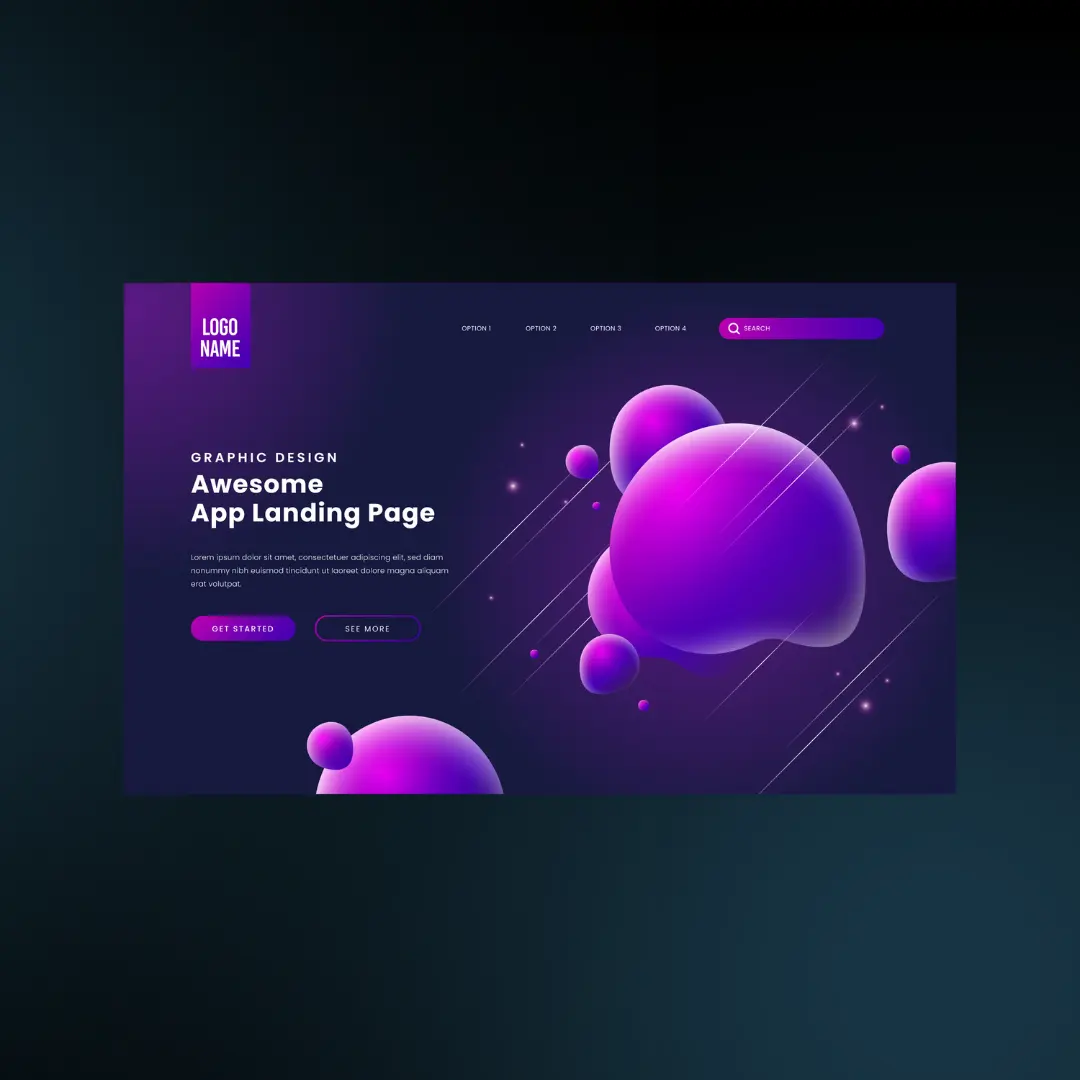 LOGO
NAME
OPTION 1
OPTION 2
OPTION 3
OPTION 4
SEARCH
GRAPHIC DESIGN
Awesome
App Landing Page
Lorem ipsum dolor sit amet, consectetuer adipiscing elit, sed diam
nonummy nibh euismod tincidunt ut laoreet dolore magna aliquam
erat volutpat.
GET STARTED
SEE MORE